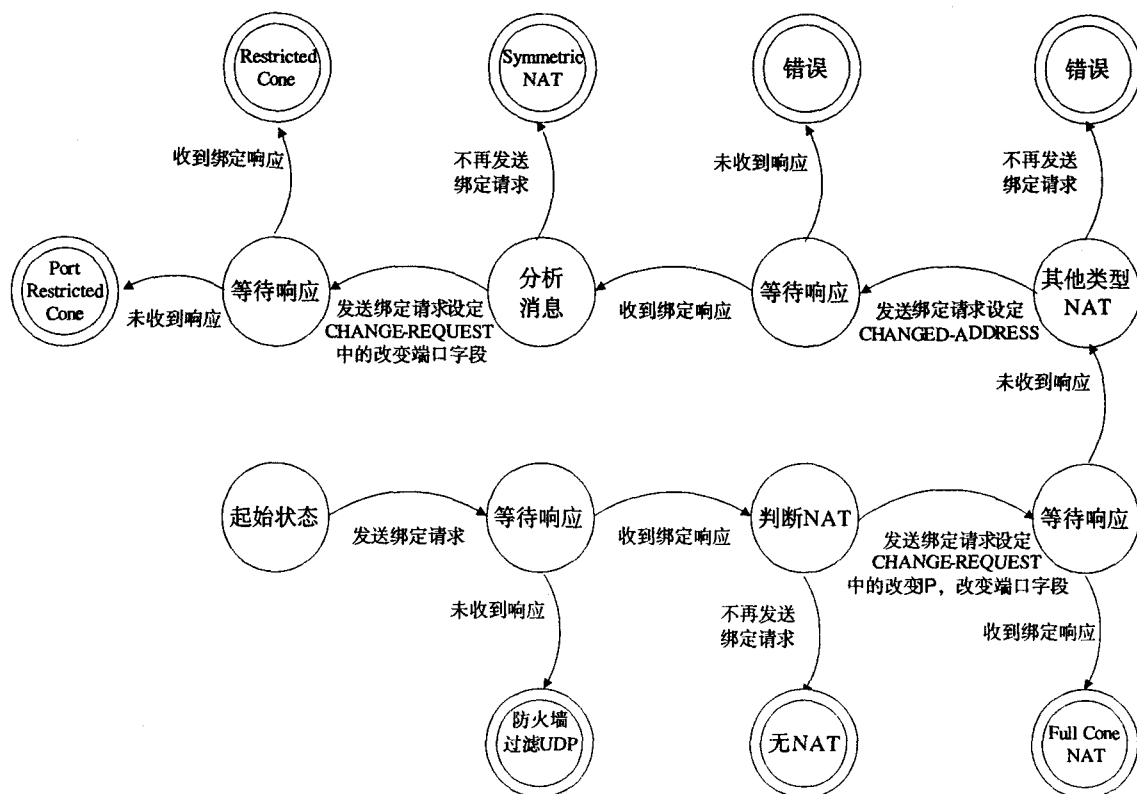 Restricted
Cone
Symmetric
NAT
错误
错误
收到绑定响应
不再发送
绑定请求
未收到响应
不再发送
绑定请求
Port
Restricted
Cone
等待响应
分析
消息
等待响应
其他类型
NAT
未收到响应
发送绑定请求设定
CHANGE-REQUEST
中的改变端口字段
收到绑定响应
发送绑定请求设定
CHANGED-ADDRESS
未收到响应
起始状态
等待响应
判断NAT
等待响应
发送绑定请求
收到绑定响应
发送绑定请求设定
CHANGE-REQUEST
中的改变IP，改变端口字段
未收到响应
不再发送
绑定请求
收到绑定响应
防火墙
过滤UDP
无NAT
Full Cone
NAT